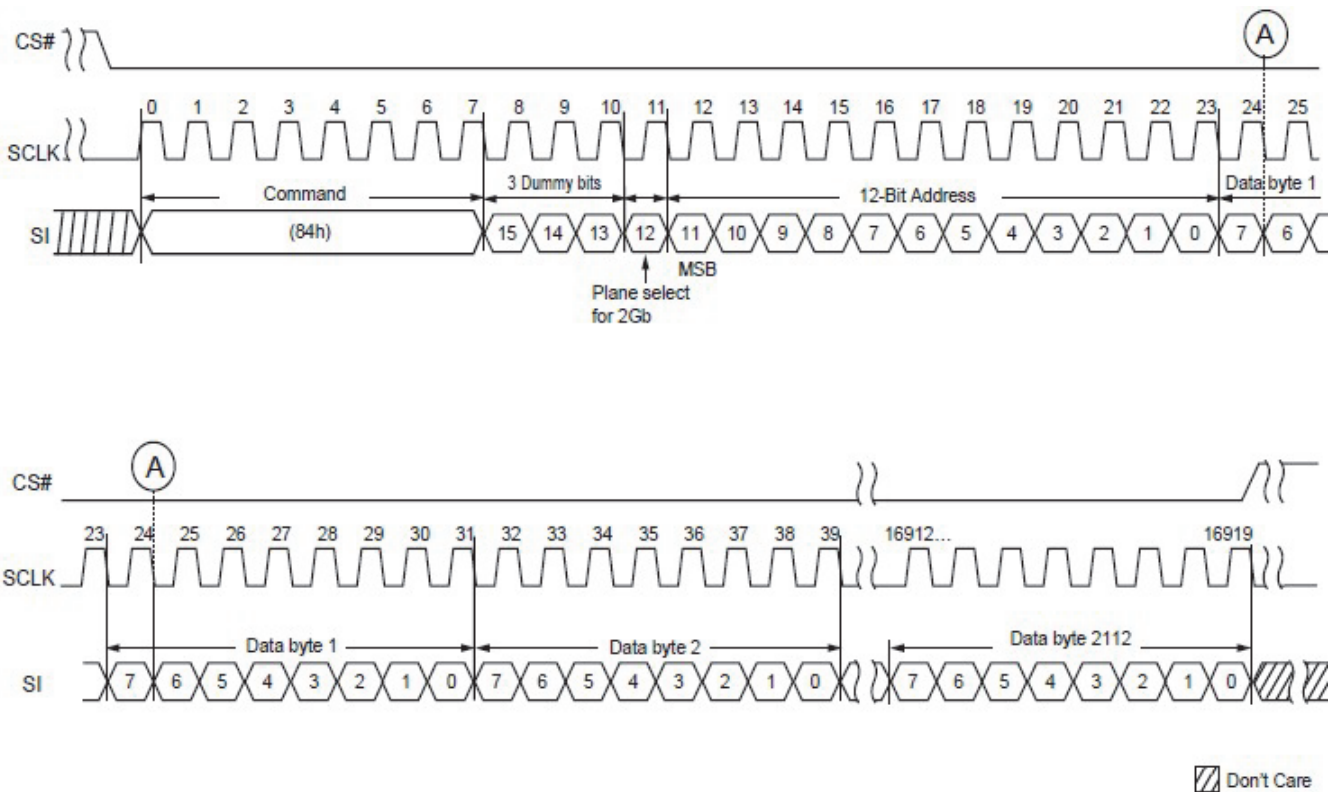 CS#
A
0 1 2 3 4 5 6 7 8 9 10 11 12 13 14 15 16 17 18 19 20 21 22 23 24 25
SCLK
Command 3 Dummy bits 12-Bit Address Data byte 1
SI (84h) 15 14 13 12 11 10 9 8 7 6 5 4 3 2 1 0 7 6
MSB
Plane select
for 2Gb
A
CS#
23 24 25 26 27 28 29 30 31 32 33 34 35 36 37 38 39 16912... 16919
SCLK
Data byte 1 Data byte 2 Data byte 2112
SI 7 6 5 4 3 2 1 0 7 6 5 4 3 2 1 0 7 6 5 4 3 2 1 0
Don't Care